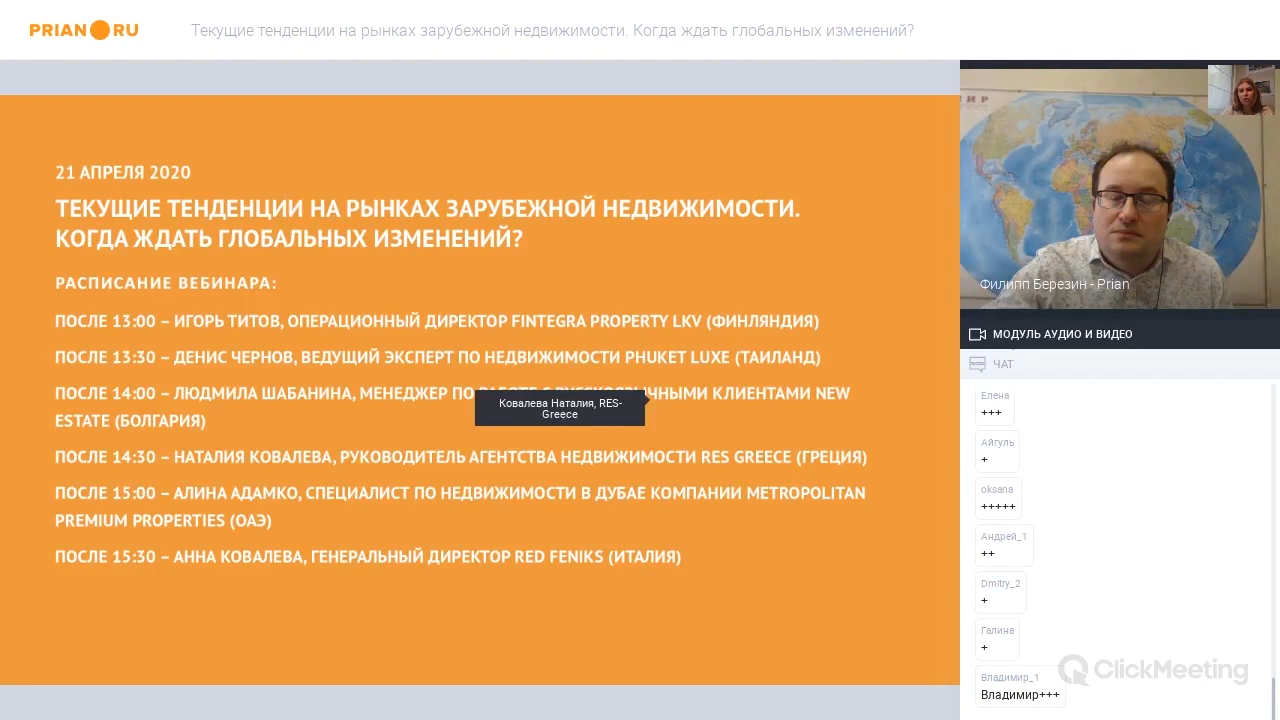 PRIAN RU
Текущие тенденции на рынках зарубежной недвижимости. Когда ждать глобальных изменений?
21 АПРЕЛЯ 2020
ТЕКУЩИЕ ТЕНДЕНЦИИ НА РЫНКАХ ЗАРУБЕЖНОЙ НЕДВИЖИМОСТИ.
КОГДА ЖДАТЬ ГЛОБАЛЬНЫХ ИЗМЕНЕНИЙ?
РАСПИСАНИЕ ВЕБИНАРА:
ПОСЛЕ 13:00 – ИГОРЬ ТИТОВ, ОПЕРАЦИОННЫЙ ДИРЕКТОР FINTEGRA PROPERTY LKV (ФИНЛЯНДИЯ)
ПОСЛЕ 13:30 – ДЕНИС ЧЕРНОВ, ВЕДУЩИЙ ЭКСПЕРТ ПО НЕДВИЖИМОСТИ PHUKET LUXE (ТАИЛАНД)
ПОСЛЕ 14:00 – ЛЮДМИЛА ШАБАНИНА, МЕНЕДЖЕР ПО РАБОТЕ С РУССКОЯЗЫЧНЫМИ КЛИЕНТАМИ NEW
ESTATE (БОЛГАРИЯ)
Ковалева Наталия, RES-
Greece
ПОСЛЕ 14:30 – НАТАЛИЯ КОВАЛЕВА, РУКОВОДИТЕЛЬ АГЕНТСТВА НЕДВИЖИМОСТИ RES GREECE (ГРЕЦИЯ)
ПОСЛЕ 15:00 – АЛИНА АДАМКО, СПЕЦИАЛИСТ ПО НЕДВИЖИМОСТИ В ДУБАЕ КОМПАНИИ METROPOLITAN
PREMIUM PROPERTIES (ОАЭ)
ПОСЛЕ 15:30 – АННА КОВАЛЕВА, ГЕНЕРАЛЬНЫЙ ДИРЕКТОР RED FENIKS (ИТАЛИЯ)
Филипп Березин - Prian
МОДУЛЬ АУДИО И ВИДЕО
ЧАТ
Елена
+++
Айгуль
+
oksana
+++++
Андрей_1
++
Dmitry_2
+
Галина
+
Владимир_1
Владимир+++
ClickMeeting